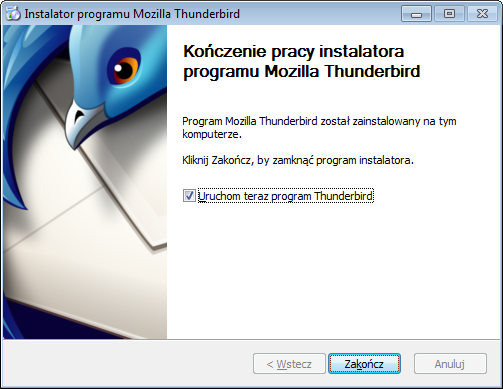 Instalator programu Mozilla Thunderbird
Kończenie pracy instalatora
programu Mozilla Thunderbird
Program Mozilla Thunderbird został zainstalowany na tym
komputerze.
Kliknij Zakończ, by zamknąć program instalatora.
Uruchom teraz program Thunderbird
< Wstecz
Zakończ
Anuluj